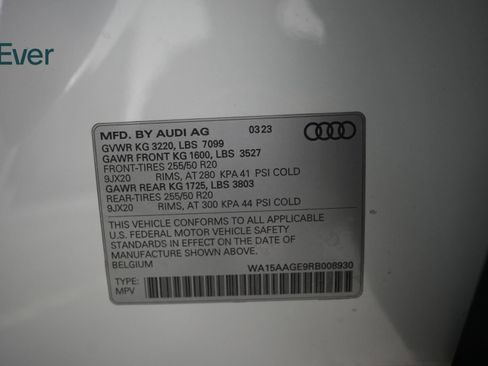 Ever
MFD. BY AUDI AG 03 23
GVWR KG 3220, LBS 7099
GAWR FRONT KG 1600, LBS 3527
FRONT-TIRES 255/50 R20
9JX20 RIMS, AT 280 KPA 41 PSI COLD
GAWR REAR KG 1725, LBS 3803
REAR-TIRES 255/50 R20
9JX20 RIMS, AT 300 KPA 44 PSI COLD
THIS VEHICLE CONFORMS TO ALL APPLICABLE
U.S. FEDERAL MOTOR VEHICLE SAFETY
STANDARDS IN EFFECT ON THE DATE OF
MANUFACTURE SHOWN ABOVE.
BELGIUM WA15AAGE9RB008930
TYPE:
MPV